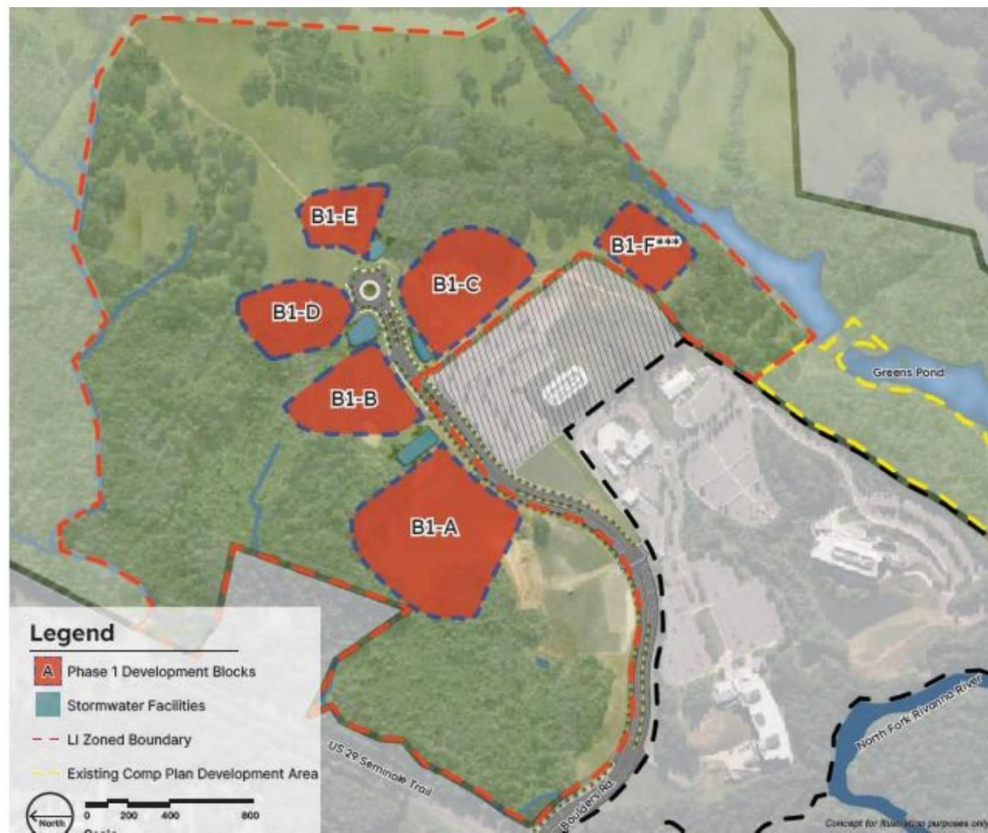 B1-E
B1-F***
B1-C
B1-D
Greens Pond
B1-B
B1-A
Legend
A Phase 1 Development Blocks
Stormwater Facilities
LI Zoned Boundary
Existing Comp Plan Development Area
North
0 200 400 800
Scale
US 29 Seminole Trail
Boulders Rd
North Fork Rivanna River
Concept for illustration purposes only